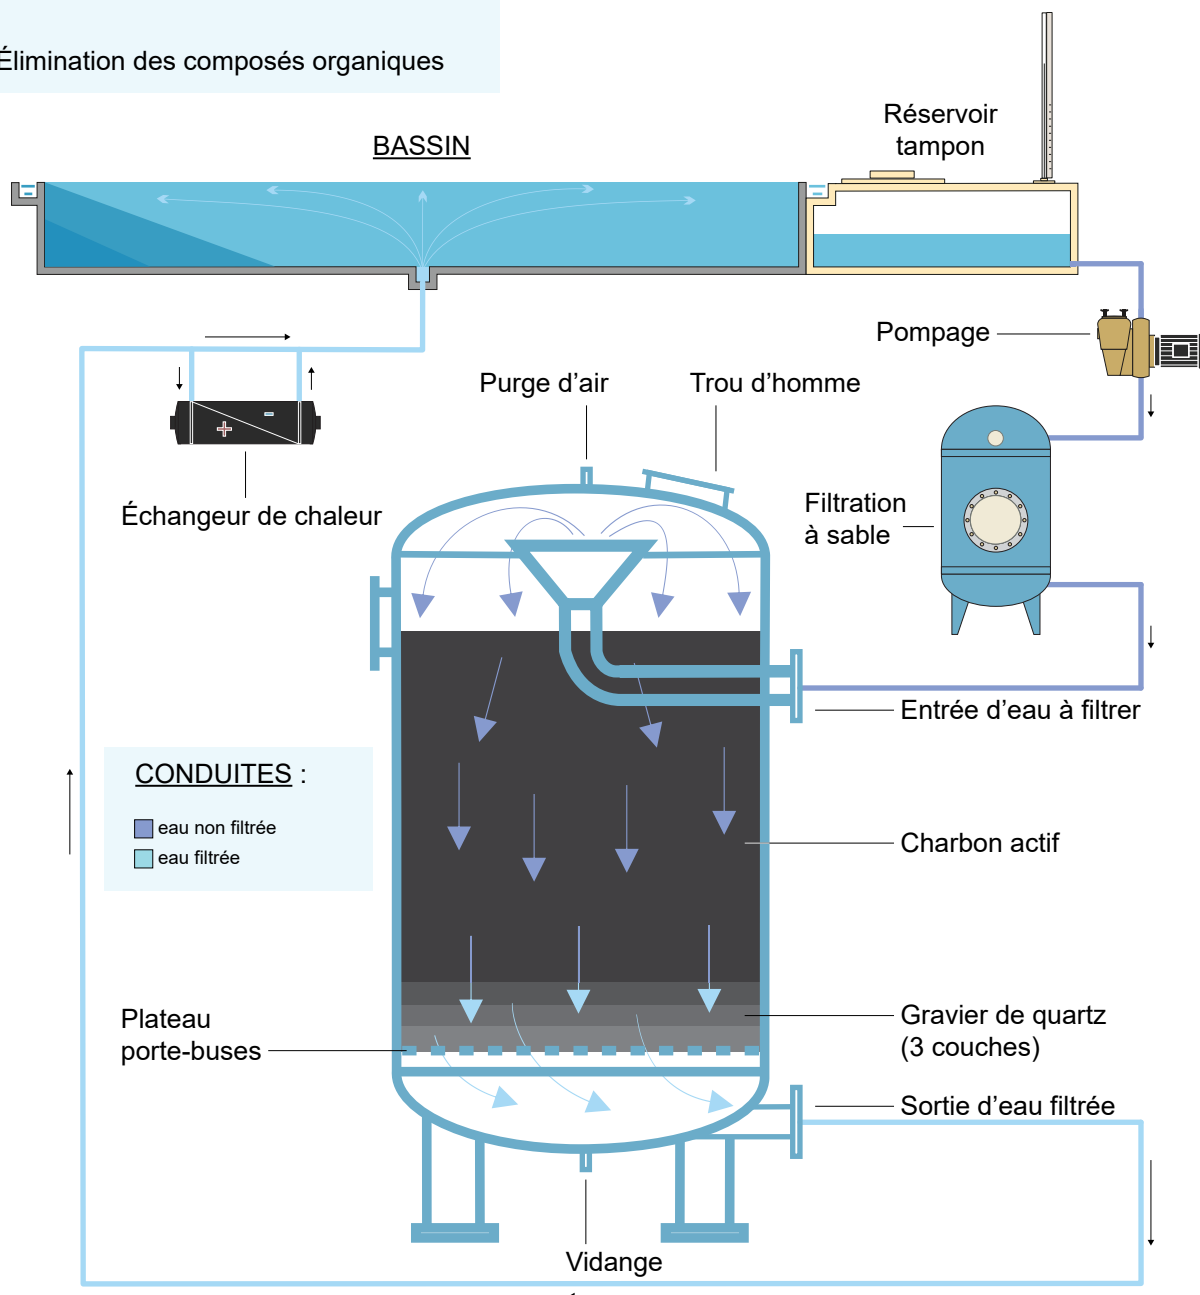 Élimination des composés organiques
BASSIN
Réservoir
tampon
Pompage
Purge d’air
Trou d’homme
Échangeur de chaleur
Filtration
à sable
Entrée d’eau à filtrer
CONDUITES :
eau non filtrée
eau filtrée
Charbon actif
Plateau
porte-buses
Gravier de quartz
(3 couches)
Sortie d’eau filtrée
Vidange